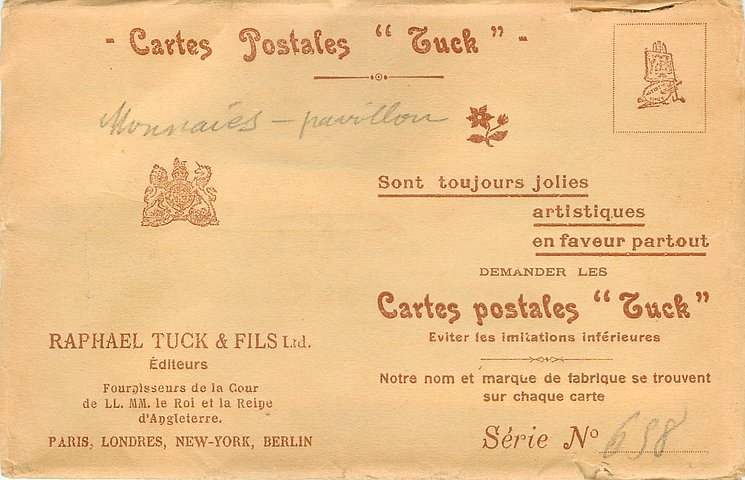 - Cartes Postales “Tuck” -
Monnaies - pavillon
Sont toujours jolies
artistiques
en faveur partout
DEMANDER LES
Cartes postales “Tuck”
Eviter les imitations inférieures
Notre nom et marque de fabrique se trouvent
sur chaque carte
Série Nº 658
RAPHAEL TUCK & FILS Ltd.
Éditeurs
Fournisseurs de la Cour
de LL. MM. le Roi et la Reine
d'Angleterre.
PARIS, LONDRES, NEW-YORK, BERLIN